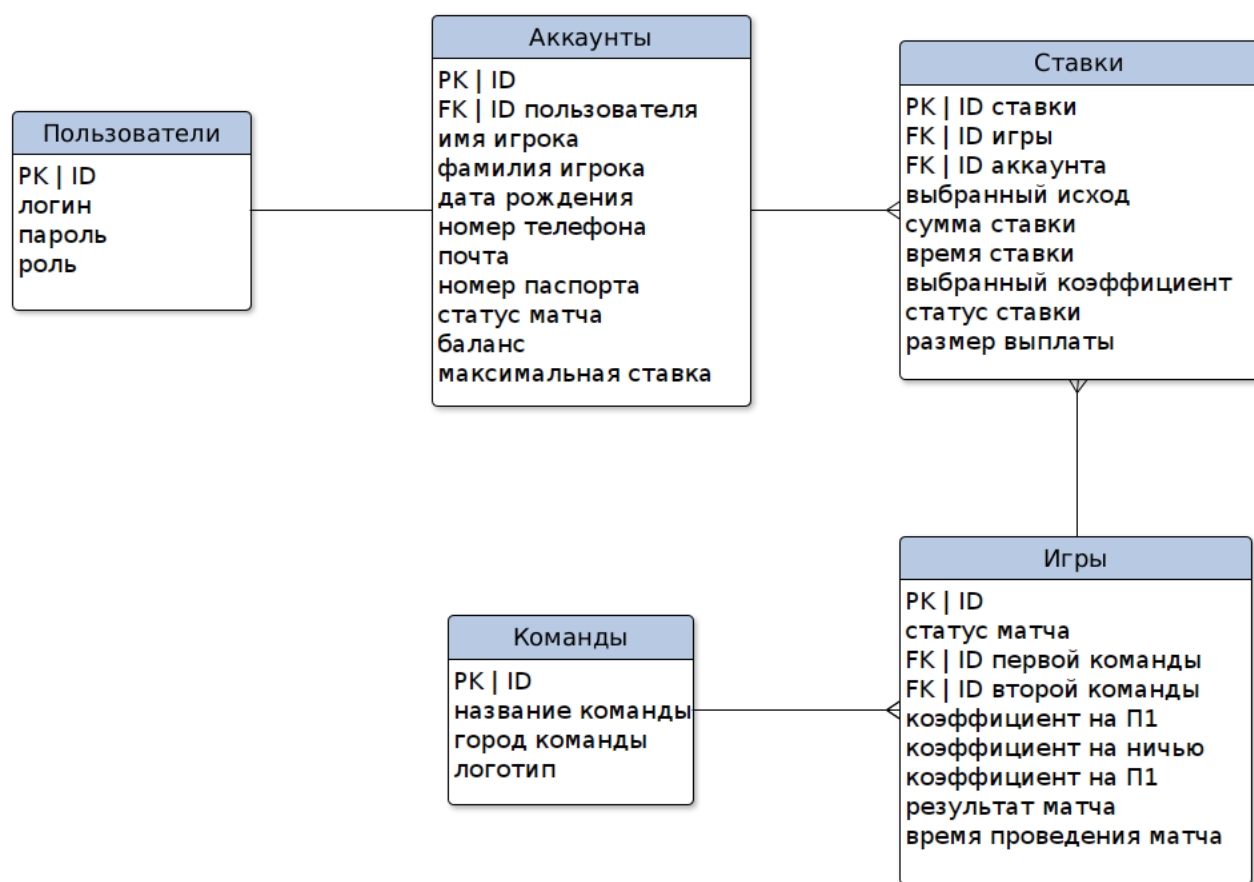 Пользователи
PK | ID
логин
пароль
роль
Аккаунты
PK | ID
FK | ID пользователя
имя игрока
фамилия игрока
дата рождения
номер телефона
почта
номер паспорта
статус матча
баланс
максимальная ставка
Ставки
PK | ID ставки
FK | ID игры
FK | ID аккаунта
выбранный исход
сумма ставки
время ставки
выбранный коэффициент
статус ставки
размер выплаты
Команды
PK | ID
название команды
город команды
логотип
Игры
PK | ID
статус матча
FK | ID первой команды
FK | ID второй команды
коэффициент на П1
коэффициент на ничью
коэффициент на П1
результат матча
время проведения матча